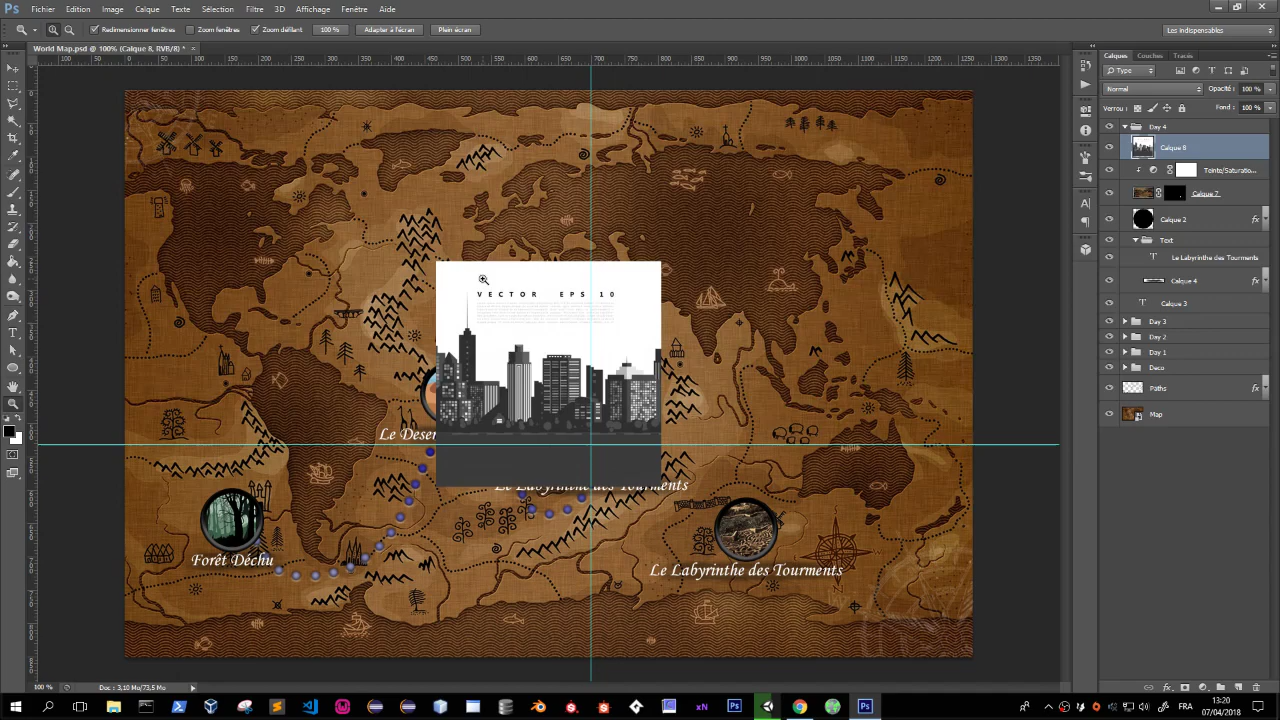 Ps Fichier Edition Image Calque Texte Sélection Filtre 3D Affichage Fenêtre Aide
Redimensionner fenêtres Zoom fenêtres Zoom défilant 100 % Adapter à l'écran Plein écran Les indispensables
World Map.psd @ 100% (Calque 8, RVB/8) *
Calques Couches Tracés
Type
Normal Opacité : 100 %
Verrou : Fond : 100 %
Day 4
Calque 8
Teinte/Saturatio...
Calque 7
Calque 2 fx
Text
Le Labyrinthe des Tourments
Calque 4 fx
Calque 3
Day 3
Day 2
Day 1
Deco
Paths fx
Map
VECTOR EPS 10
Le Deser
Le Labyrinthe des Tourments
Forêt Déchu
Le Labyrinthe des Tourments
100 % Doc : 3,10 Mo/73,5 Mo
FRA 13:20
07/04/2018